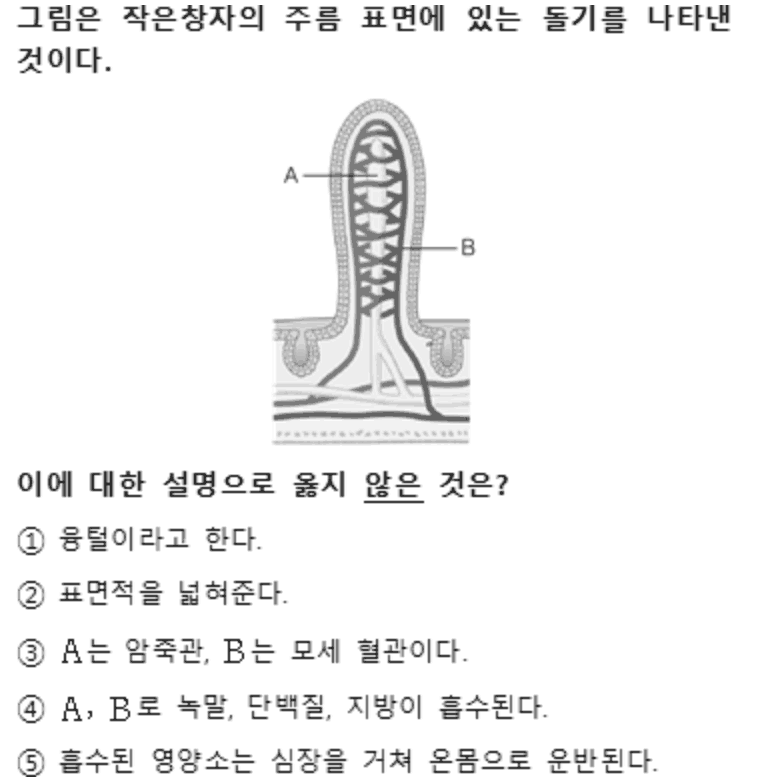 그림은 작은창자의 주름 표면에 있는 돌기를 나타낸
것이다.
A
B
이에 대한 설명으로 옳지 않은 것은?
① 융털이라고 한다.
② 표면적을 넓혀준다.
③ A는 암죽관, B는 모세 혈관이다.
④ A, B로 녹말, 단백질, 지방이 흡수된다.
⑤ 흡수된 영양소는 심장을 거쳐 온몸으로 운반된다.